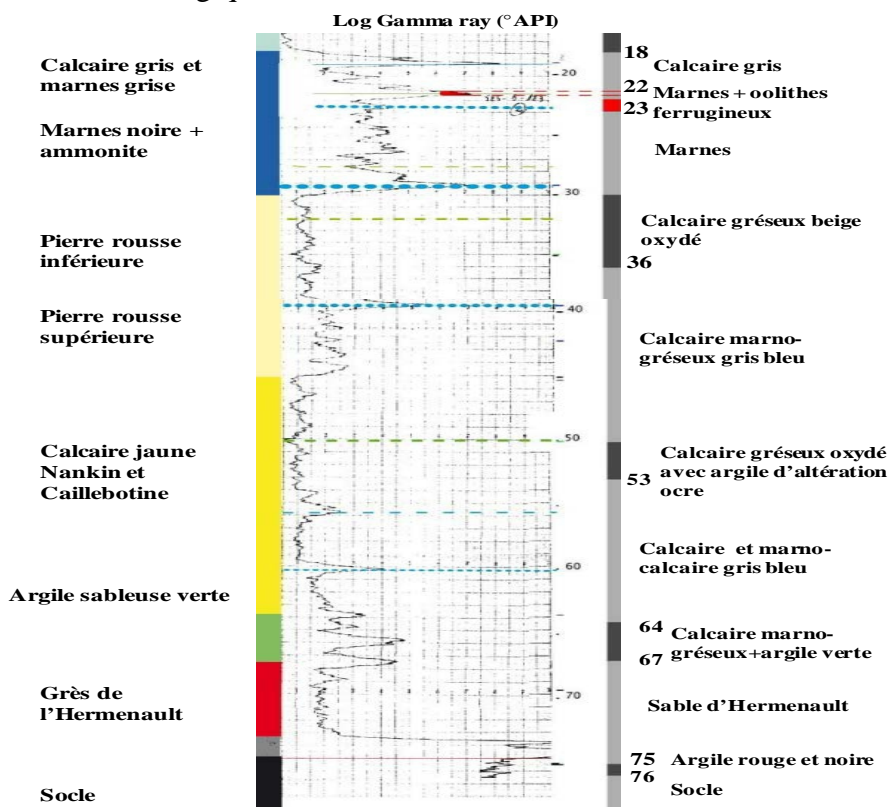 Log Gamma ray (°API)
Calcaire gris et
marnes grise
Marnes noire +
ammonite
Pierre rousse
inférieure
Pierre rousse
supérieure
Calcaire jaune
Nankin et
Caillebotine
Argile sableuse verte
Grès de
l'Hermenault
Socle
20
30
40
50
60
70
18
Calcaire gris
22
Marnes + oolithes
23 ferrugineux
Marnes
Calcaire gréseux beige
oxydé
36
Calcaire marno-
gréseux gris bleu
Calcaire gréseux oxydé
53 avec argile d'altération
ocre
Calcaire et marno-
calcaire gris bleu
64
Calcaire marno-
67 gréseux+argile verte
Sable d'Hermenault
75 Argile rouge et noire
76
Socle